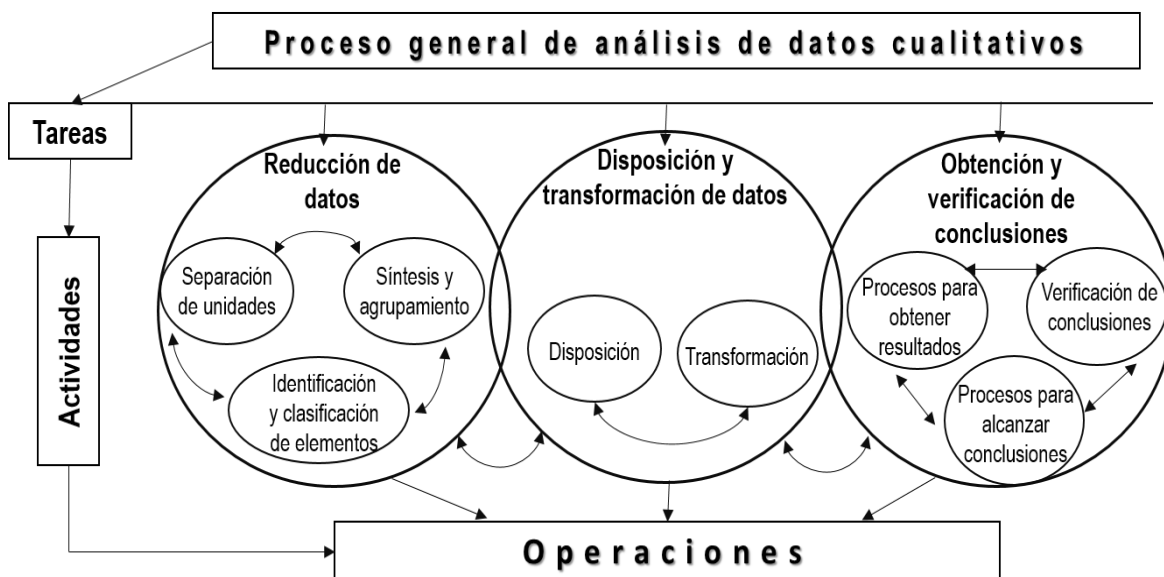 Proceso general de análisis de datos cualitativos
Tareas
Reducción de
datos
Disposición y
transformación de datos
Obtención y
verificación de
conclusiones
Actividades
Separación
de unidades
Síntesis y
agrupamiento
Identificación
y clasificación
de elementos
Disposición
Transformación
Procesos para
obtener
resultados
Verificación de
conclusiones
Procesos para
alcanzar
conclusiones
Operaciones